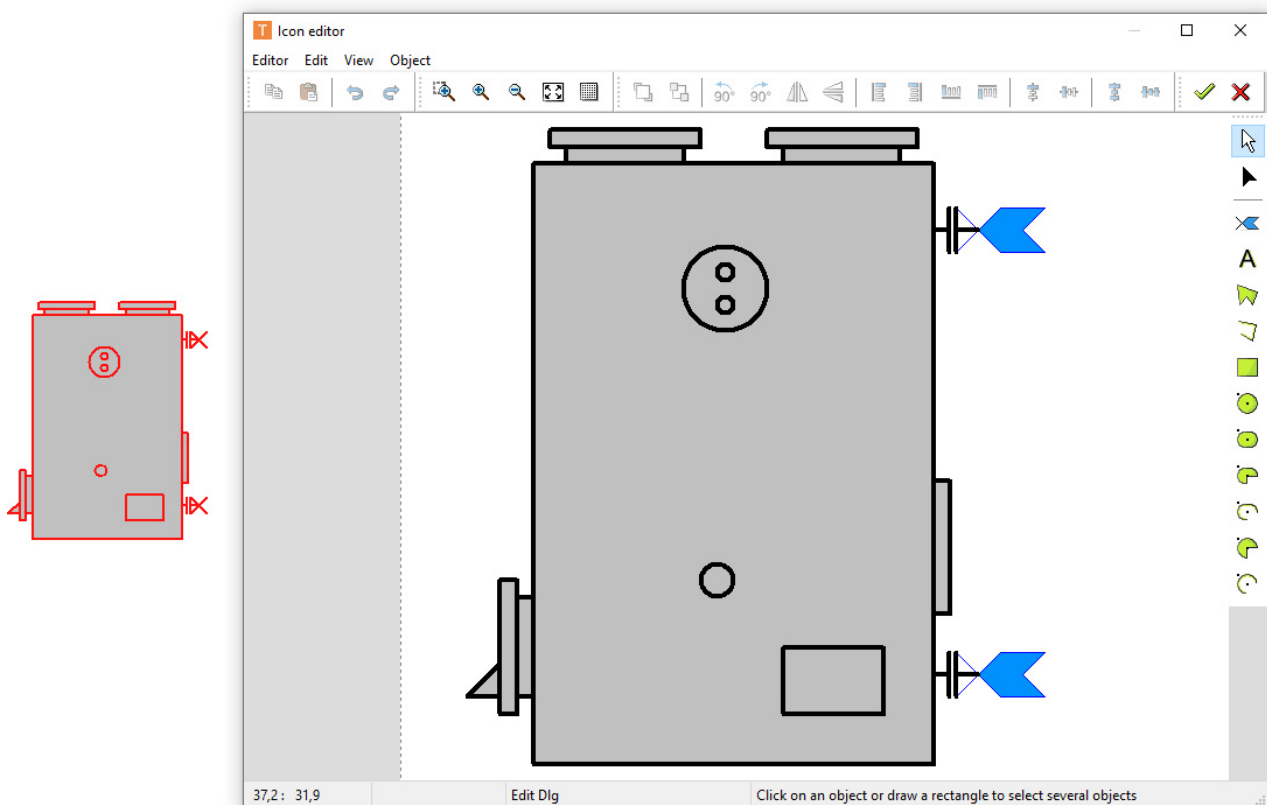 T Icon editor
Editor Edit View Object
90° 90°
A
37,2 : 31,9 Edit Dlg Click on an object or draw a rectangle to select several objects